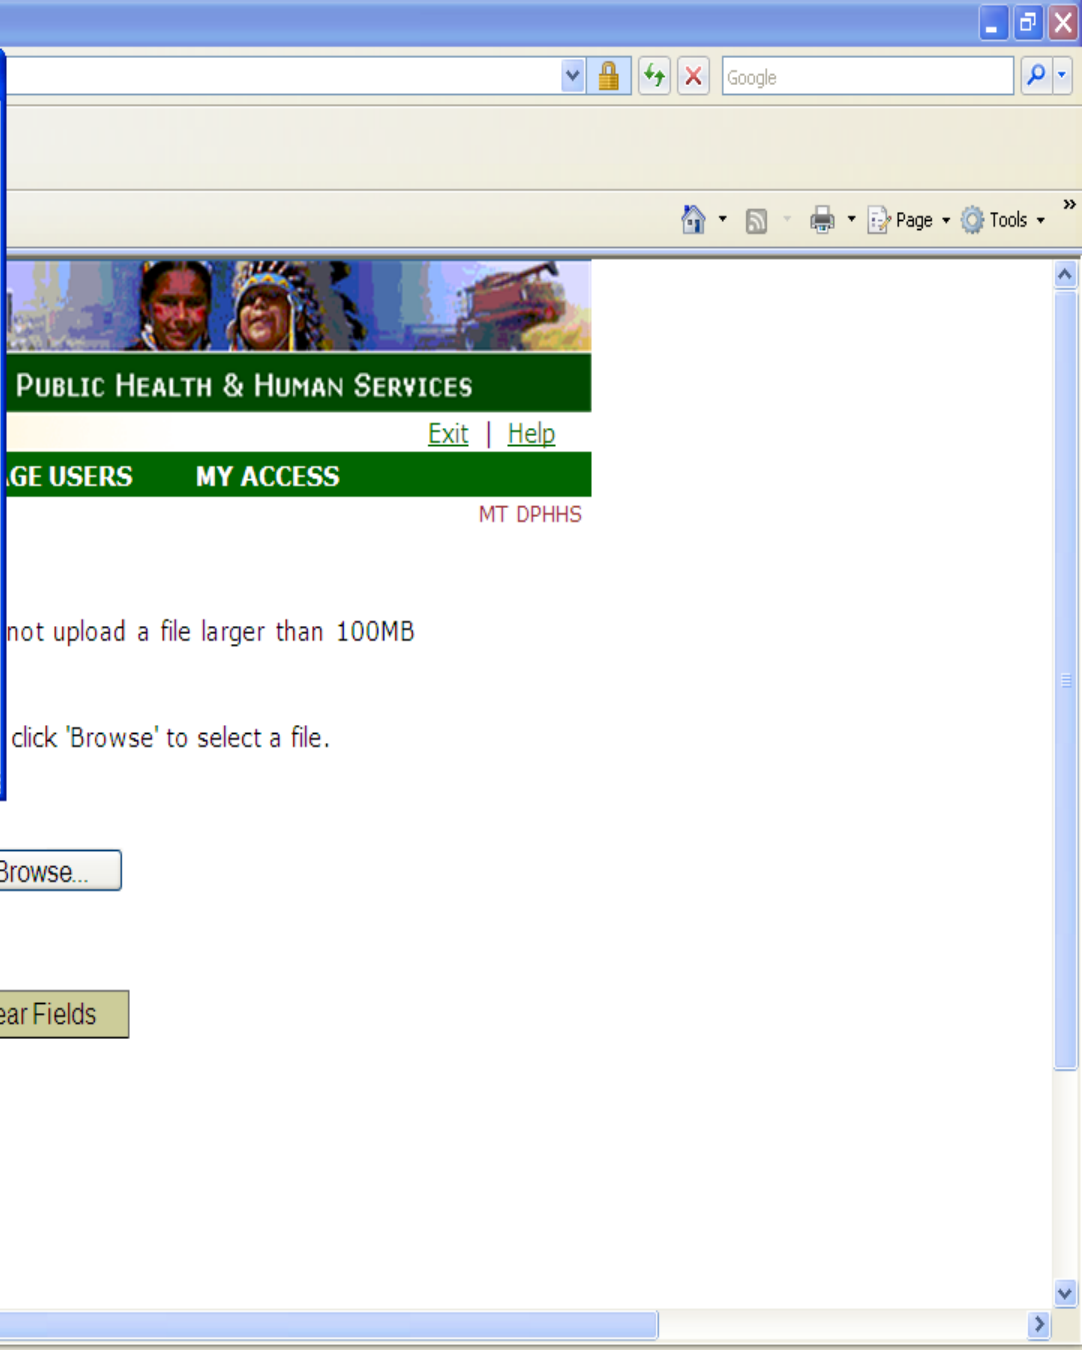 Google
Page Tools »
PUBLIC HEALTH & HUMAN SERVICES
Exit | Help
GE USERS MY ACCESS
MT DPHHS
not upload a file larger than 100MB
click 'Browse' to select a file.
Browse...
ear Fields